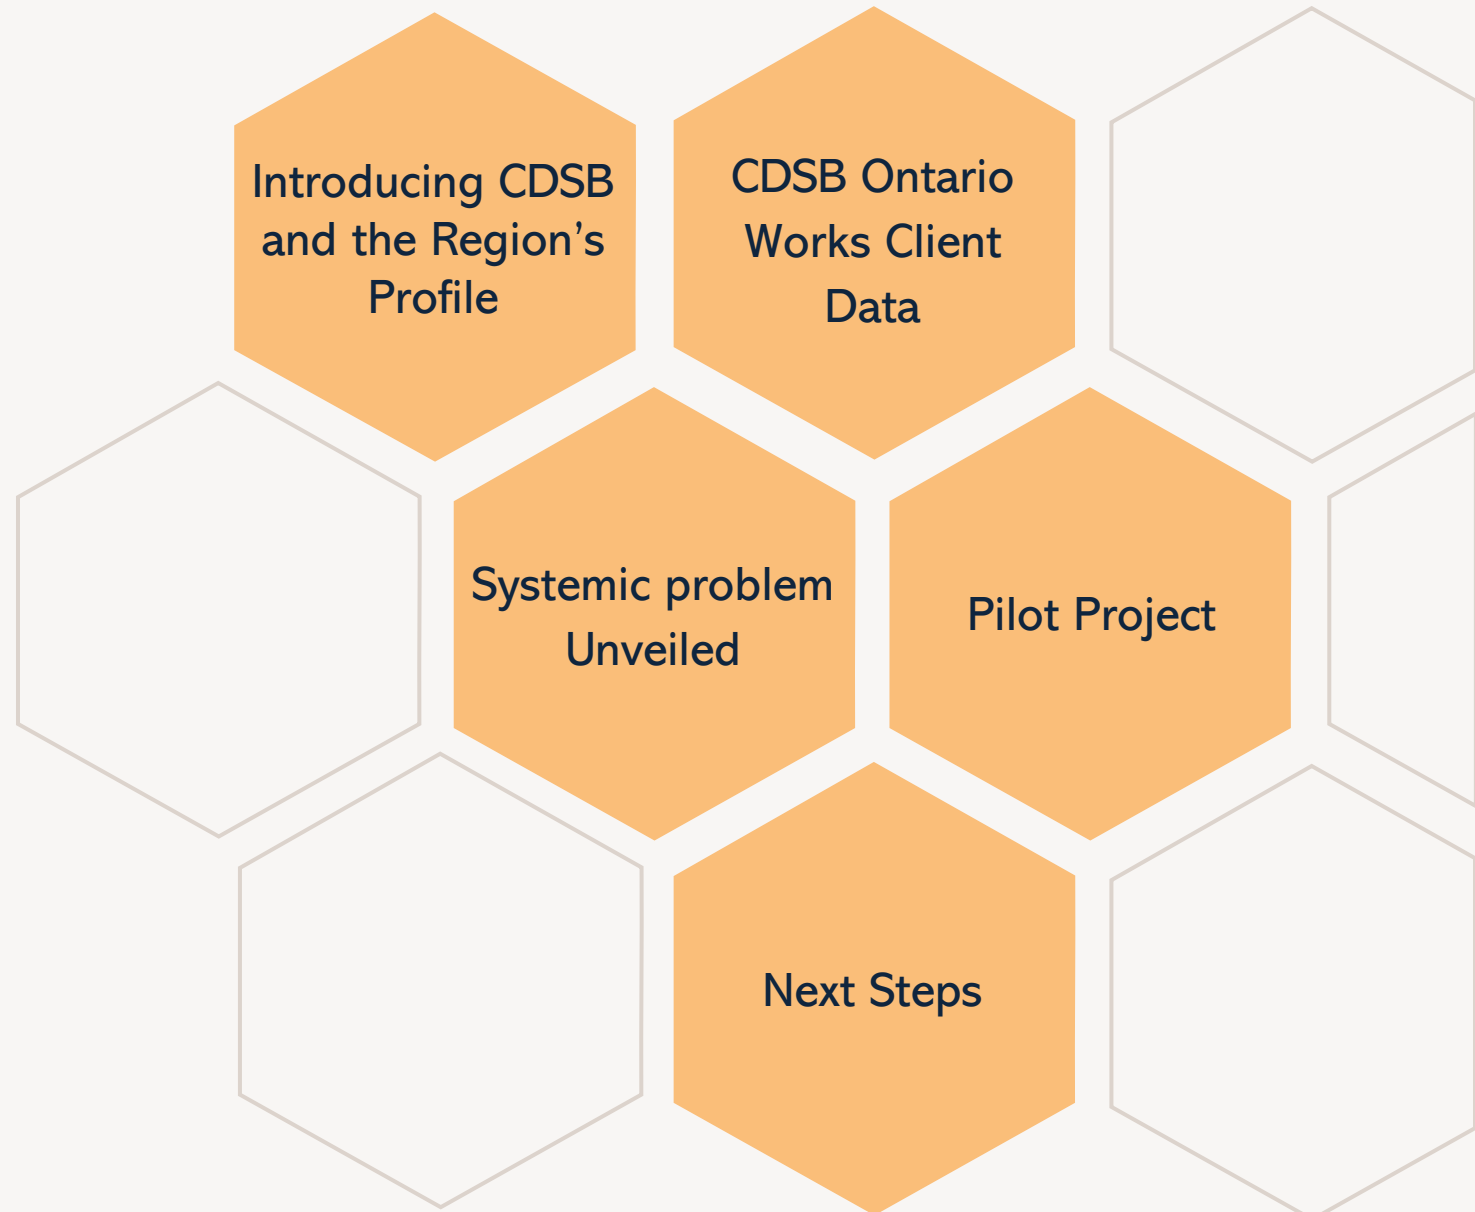 Introducing CDSB
and the Region’s
Profile
CDSB Ontario
Works Client
Data
Systemic problem
Unveiled
Pilot Project
Next Steps